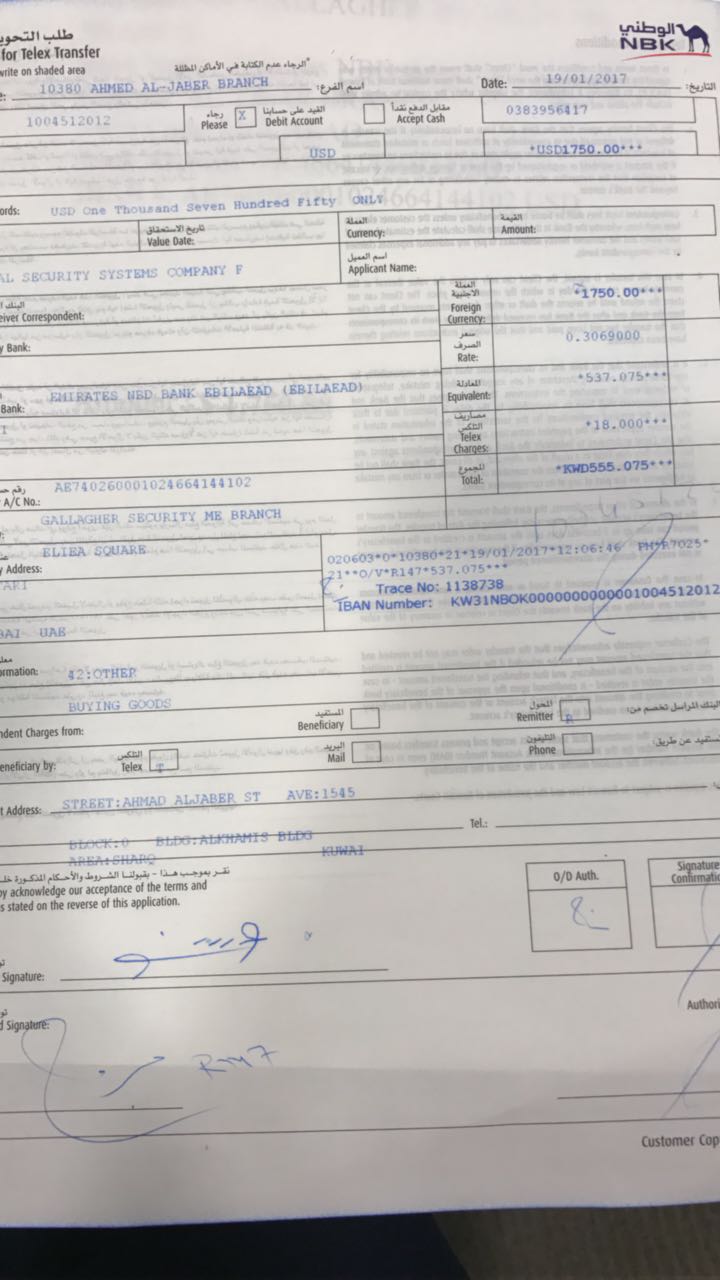 طلب التحوي
for Telex Transfer
الوطني
NBK
write on shaded area
"الرجاء عدم الكتابة في الأماكن المظللة
10380 AHMED AL-JABER BRANCH اسم الفرع: Date: 19/01/2017 التاريخ:
1004512012 رجاء Please X القيد على حسابنا Debit Account مقابل الدفع نقداً Accept Cash 0383956417
USD *USD1750.00***
ords: USD One Thousand Seven Hundred Fifty ONLY
تاريخ الاستحقاق Value Date: العملة Currency: القيمة Amount:
AL SECURITY SYSTEMS COMPANY F اسم العميل Applicant Name:
البنك
eiver Correspondent:
العملة الأجنبية Foreign Currency: *1750.00***
y Bank:
سعر الصرف Rate: 0.3069000
Bank: EMIRATES NBD BANK EBILAEAD (EBILAEAD)
المعادلة Equivalent: *537.075***
مصاريف التلكس Telex Charges: *18.000***
رقم حس
y A/C No.: AE740260001024664144102
المجموع Total: *KWD555.075***
GALLAGHER SECURITY ME BRANCH
y Address: ELIEA SQUARE
020603*0*10380*21*19/01/2017*12:06:46 PM*R7025*
21**O/V*R147*537.075***
Trace No: 1138738
IBAN Number: KW31NBOK0000000000001004512012
BAI UAE
ormation: 42:OTHER
BUYING GOODS
ndent Charges from: المستفيد Beneficiary المحول Remitter R البنك المراسل تخصم من:
eneficiary by: التلكس Telex T البريد Mail التليفون Phone ستفيد عن طريق:
t Address: STREET:AHMAD ALJABER ST AVE:1545
Tel.:
BLOCK:0 BLDG:ALKHAMIS BLDG
AREA:SHARQ KUWAI
نقر بموجب هذا - بقبولنا الشروط والأحكام المذكورة خلـ
by acknowledge our acceptance of the terms and
s stated on the reverse of this application.
O/D Auth.
Signature
Confirmatio
Signature:
Authori
d Signature:
R147
Customer Cop